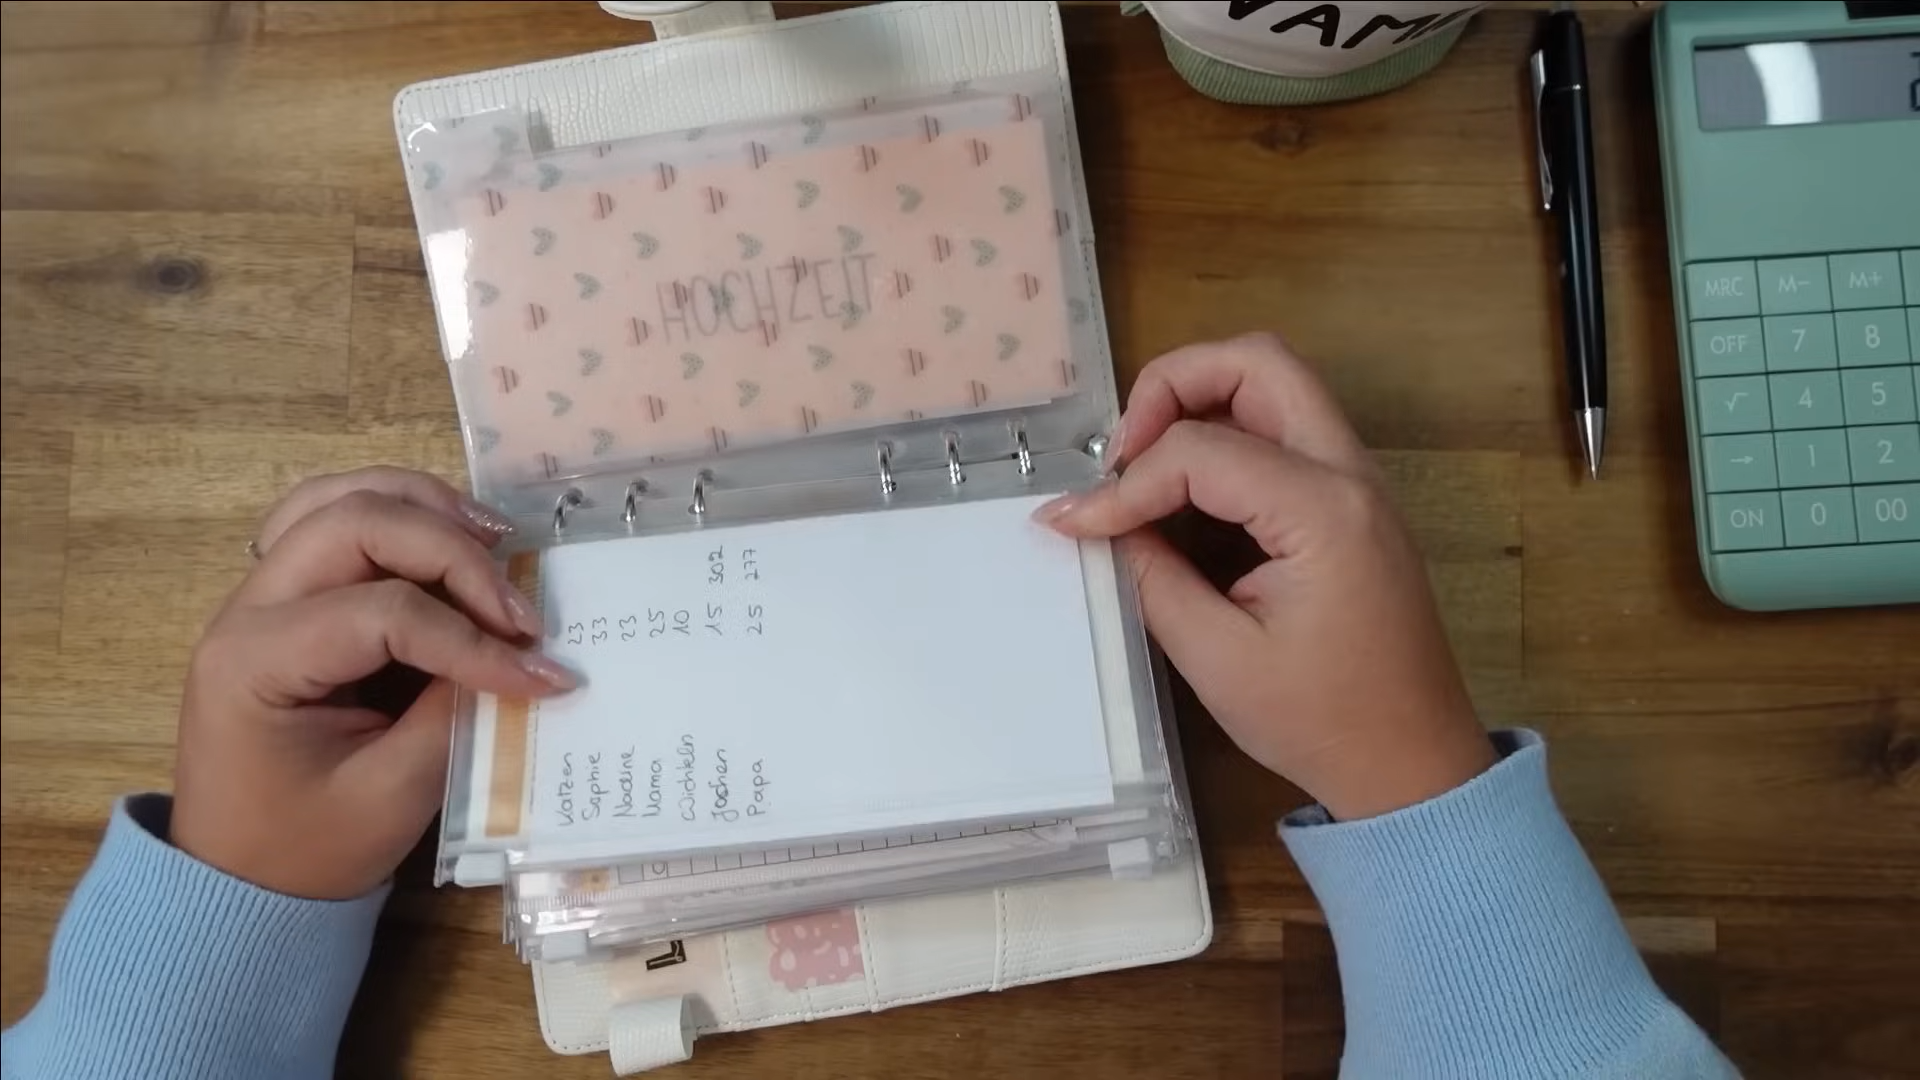 VAM
HOCHZEIT
Katzen 23
Sophie 33
Nadine 23
Mama 25
Wichteln 10
Jochen 15 302
Papa 25 277
L
MRC M− M+
OFF 7 8
√ 4 5
→ 1 2
ON 0 00